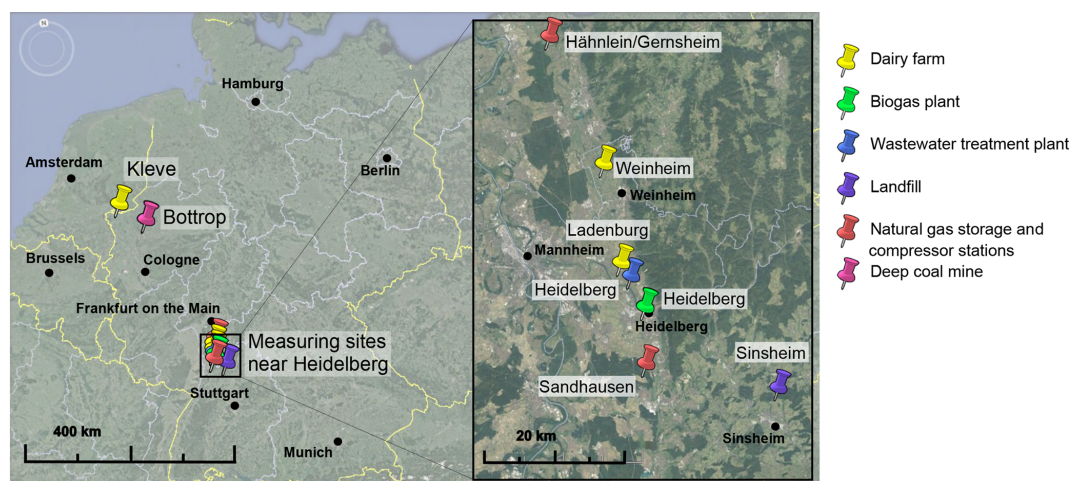 N
Hamburg
Amsterdam
Berlin
Kleve
Bottrop
Brussels
Cologne
Frankfurt on the Main
Measuring sites
near Heidelberg
Stuttgart
400 km
Munich
Hähnlein/Gernsheim
Weinheim
Weinheim
Ladenburg
Mannheim
Heidelberg
Heidelberg
Heidelberg
Sinsheim
Sandhausen
20 km
Sinsheim
Dairy farm
Biogas plant
Wastewater treatment plant
Landfill
Natural gas storage and
compressor stations
Deep coal mine